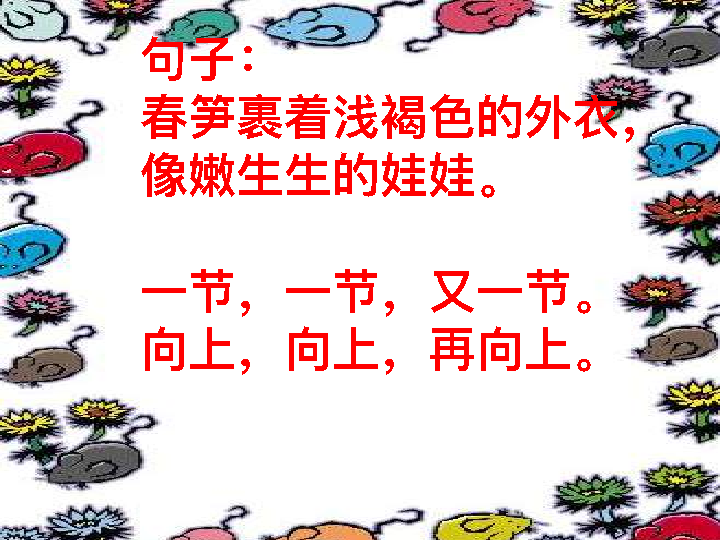 句子：
春笋裹着浅褐色的外衣，
像嫩生生的娃娃。
一节，一节，又一节。
向上，向上，再向上。